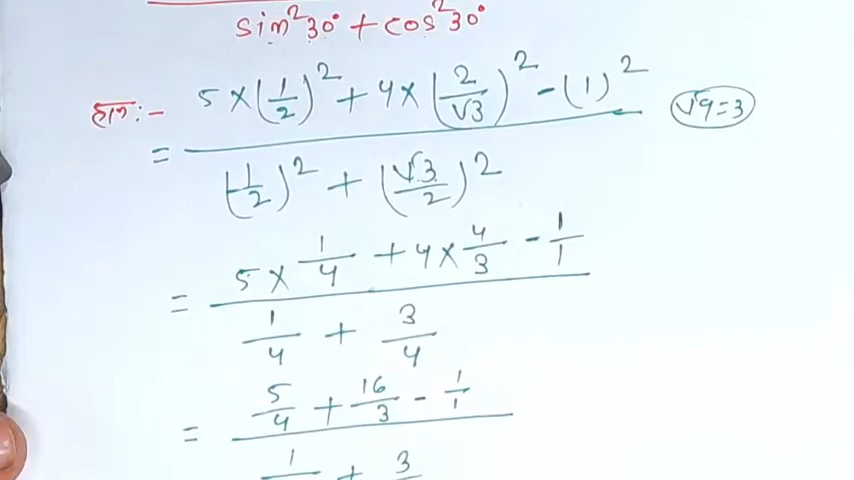 sin²30° + cos²30°
हल :-
= (5×(1/2)² + 4×(2/√3)² - (1)²) / ((1/2)² + (√3/2)²)
√9=3
= (5×1/4 + 4×4/3 - 1/1) / (1/4 + 3/4)
= (5/4 + 16/3 - 1/1) / (1 + 3